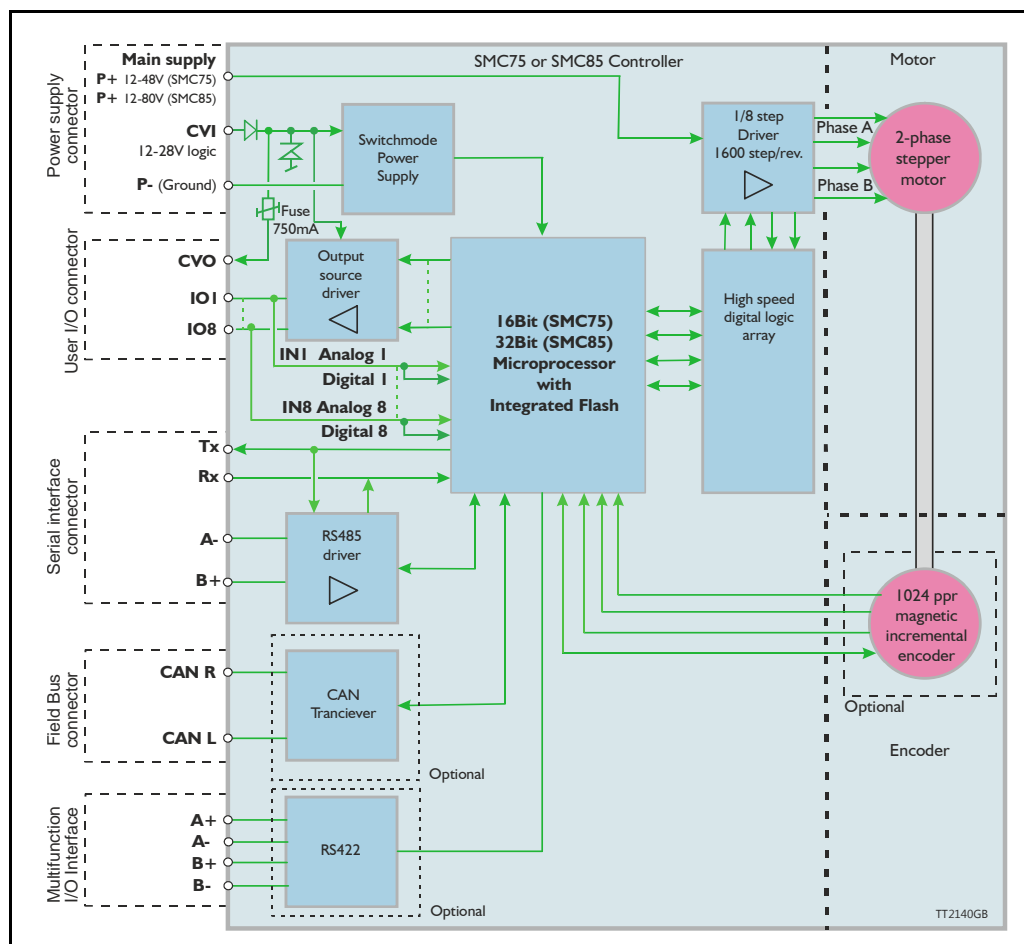 Power supply
connector
Main supply
P+ 12-48V (SMC75)
P+ 12-80V (SMC85)
CVI
12-28V logic
P- (Ground)
Fuse
750mA
Switchmode
Power
Supply
SMC75 or SMC85 Controller
1/8 step
Driver
1600 step/rev.
Motor
Phase A
Phase B
2-phase
stepper
motor
User I/O connector
CVO
IO1
IO8
Output
source
driver
IN1 Analog 1
Digital 1
IN8 Analog 8
Digital 8
16Bit (SMC75)
32Bit (SMC85)
Microprocessor
with
Integrated Flash
High speed
digital logic
array
Serial interface
connector
Tx
Rx
A-
B+
RS485
driver
1024 ppr
magnetic
incremental
encoder
Optional
Encoder
Field Bus
connector
CAN R
CAN L
CAN
Tranciever
Optional
Multifunction
I/O Interface
A+
A-
B+
B-
RS422
Optional
TT2140GB